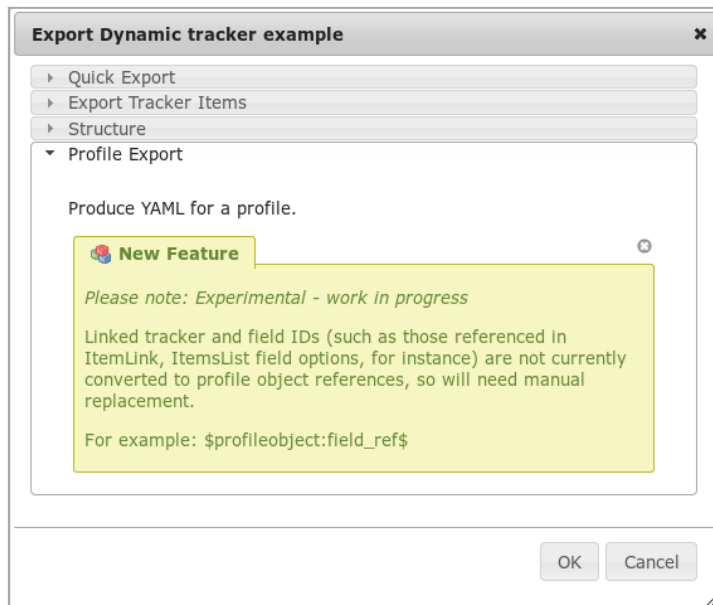 Export Dynamic tracker example
Quick Export
Export Tracker Items
Structure
Profile Export
Produce YAML for a profile.
New Feature
Please note: Experimental - work in progress
Linked tracker and field IDs (such as those referenced in
ItemLink, ItemsList field options, for instance) are not currently
converted to profile object references, so will need manual
replacement.
For example: $profileobject:field_ref$
OK
Cancel